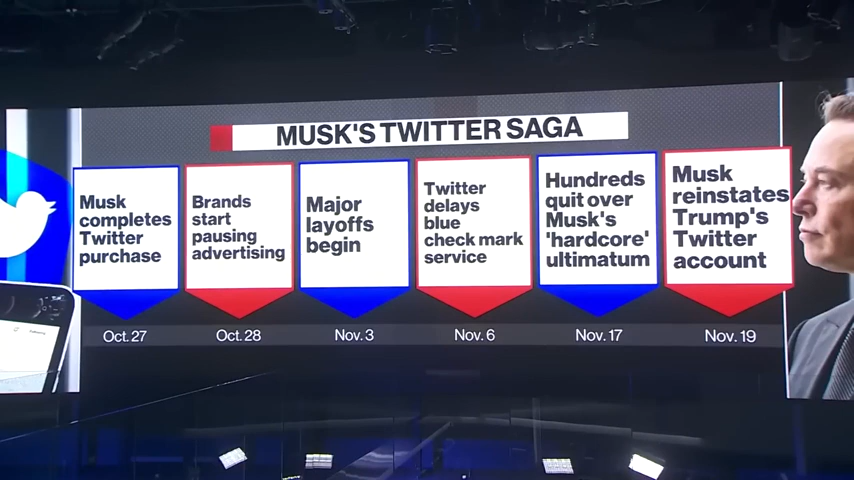 MUSK'S TWITTER SAGA
Musk
completes
Twitter
purchase
Brands
start
pausing
advertising
Major
layoffs
begin
Twitter
delays
blue
check mark
service
Hundreds
quit over
Musk's
'hardcore'
ultimatum
Musk
reinstates
Trump's
Twitter
account
Oct. 27
Oct. 28
Nov. 3
Nov. 6
Nov. 17
Nov. 19